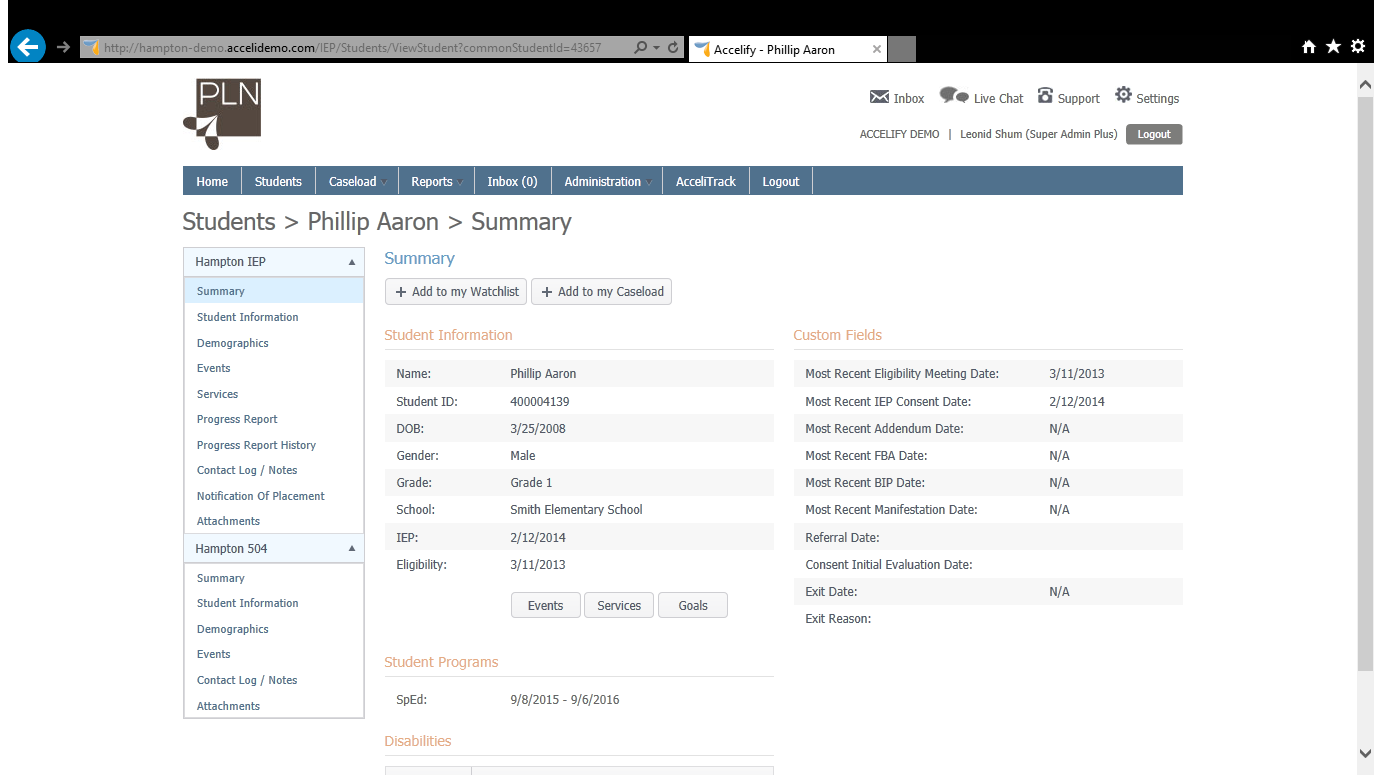 http://hampton-demo.accelidemo.com/IEP/Students/ViewStudent?commonStudentId=43657
Accelify - Phillip Aaron
PLN
Inbox Live Chat Support Settings
ACCELIFY DEMO | Leonid Shum (Super Admin Plus) Logout
Home Students Caseload Reports Inbox (0) Administration AcceliTrack Logout
Students > Phillip Aaron > Summary
Hampton IEP
Summary
Student Information
Demographics
Events
Services
Progress Report
Progress Report History
Contact Log / Notes
Notification Of Placement
Attachments
Hampton 504
Summary
Student Information
Demographics
Events
Contact Log / Notes
Attachments
Summary
+ Add to my Watchlist + Add to my Caseload
Student Information
Name: Phillip Aaron
Student ID: 400004139
DOB: 3/25/2008
Gender: Male
Grade: Grade 1
School: Smith Elementary School
IEP: 2/12/2014
Eligibility: 3/11/2013
Events Services Goals
Student Programs
SpEd: 9/8/2015 - 9/6/2016
Disabilities
Custom Fields
Most Recent Eligibility Meeting Date: 3/11/2013
Most Recent IEP Consent Date: 2/12/2014
Most Recent Addendum Date: N/A
Most Recent FBA Date: N/A
Most Recent BIP Date: N/A
Most Recent Manifestation Date: N/A
Referral Date:
Consent Initial Evaluation Date:
Exit Date: N/A
Exit Reason: